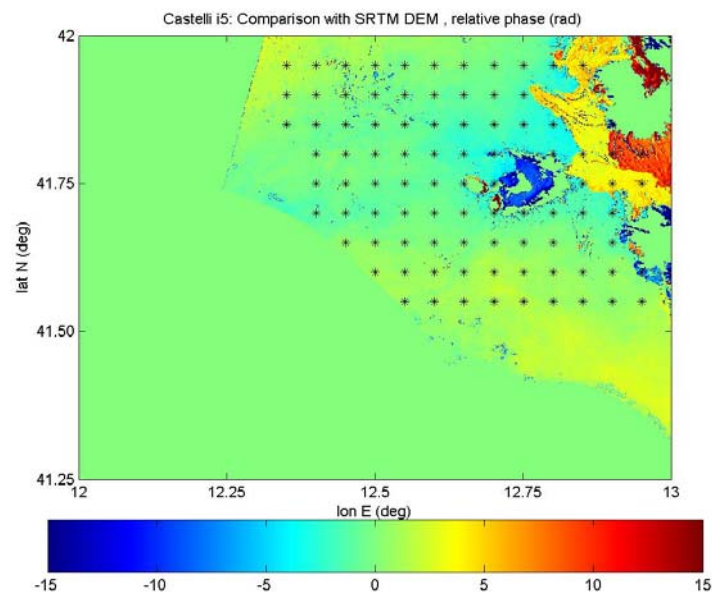 Castelli i5: Comparison with SRTM DEM , relative phase (rad)
42
41.75
41.50
41.25
lat N (deg)
12 12.25 12.5 12.75 13
lon E (deg)
-15 -10 -5 0 5 10 15